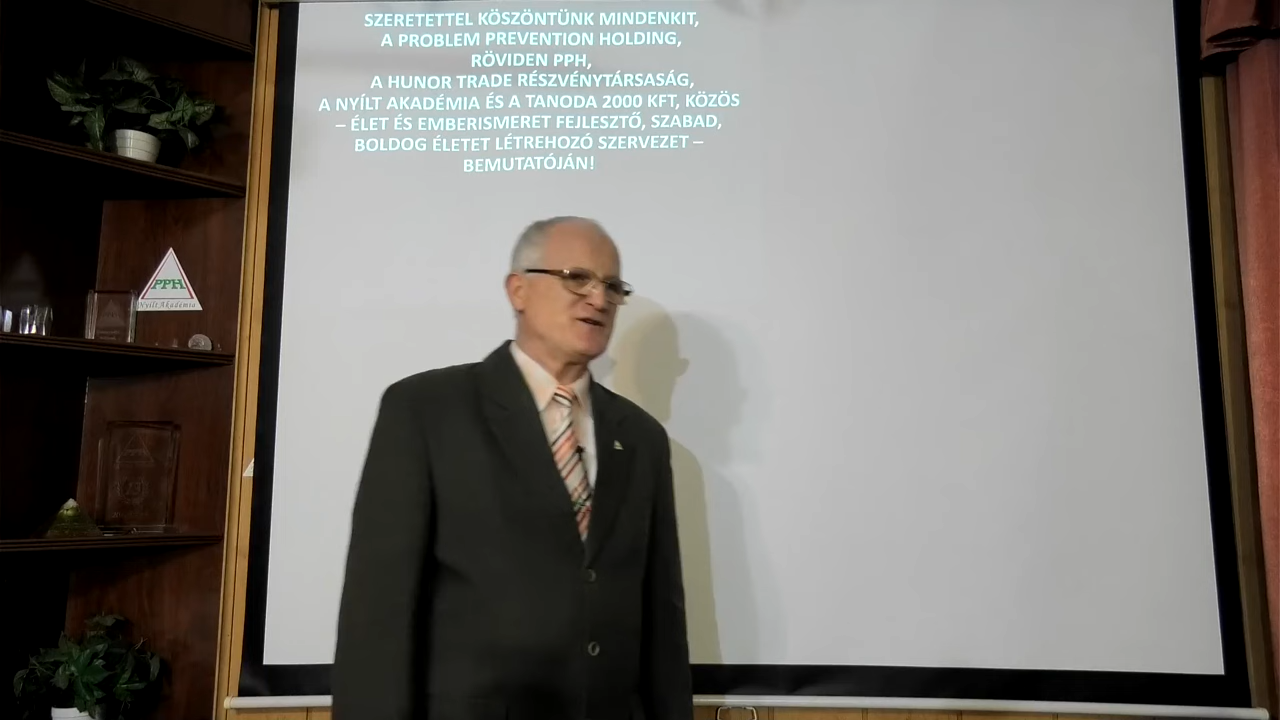 SZERETETTEL KÖSZÖNTÜNK MINDENKIT,
A PROBLEM PREVENTION HOLDING,
RÖVIDEN PPH,
A HUNOR TRADE RÉSZVÉNYTÁRSASÁG,
A NYÍLT AKADÉMIA ÉS A TANODA 2000 KFT, KÖZÖS
– ÉLET ÉS EMBERISMERET FEJLESZTŐ, SZABAD,
BOLDOG ÉLETET LÉTREHOZÓ SZERVEZET –
BEMUTATÓJÁN!
PPH
Nyílt Akadémia